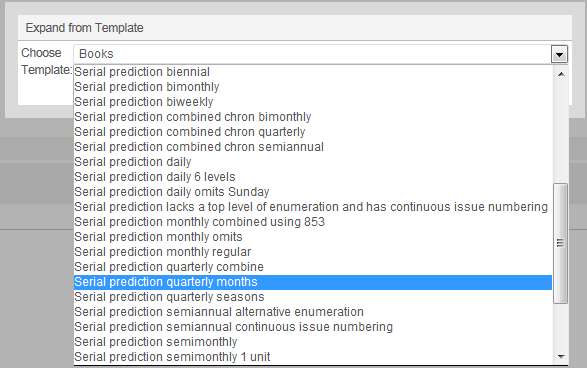 Expand from Template
Choose Template:
Books
Serial prediction biennial
Serial prediction bimonthly
Serial prediction biweekly
Serial prediction combined chron bimonthly
Serial prediction combined chron quarterly
Serial prediction combined chron semiannual
Serial prediction daily
Serial prediction daily 6 levels
Serial prediction daily omits Sunday
Serial prediction lacks a top level of enumeration and has continuous issue numbering
Serial prediction monthly combined using 853
Serial prediction monthly omits
Serial prediction monthly regular
Serial prediction quarterly combine
Serial prediction quarterly months
Serial prediction quarterly seasons
Serial prediction semiannual alternative enumeration
Serial prediction semiannual continuous issue numbering
Serial prediction semimonthly
Serial prediction semimonthly 1 unit